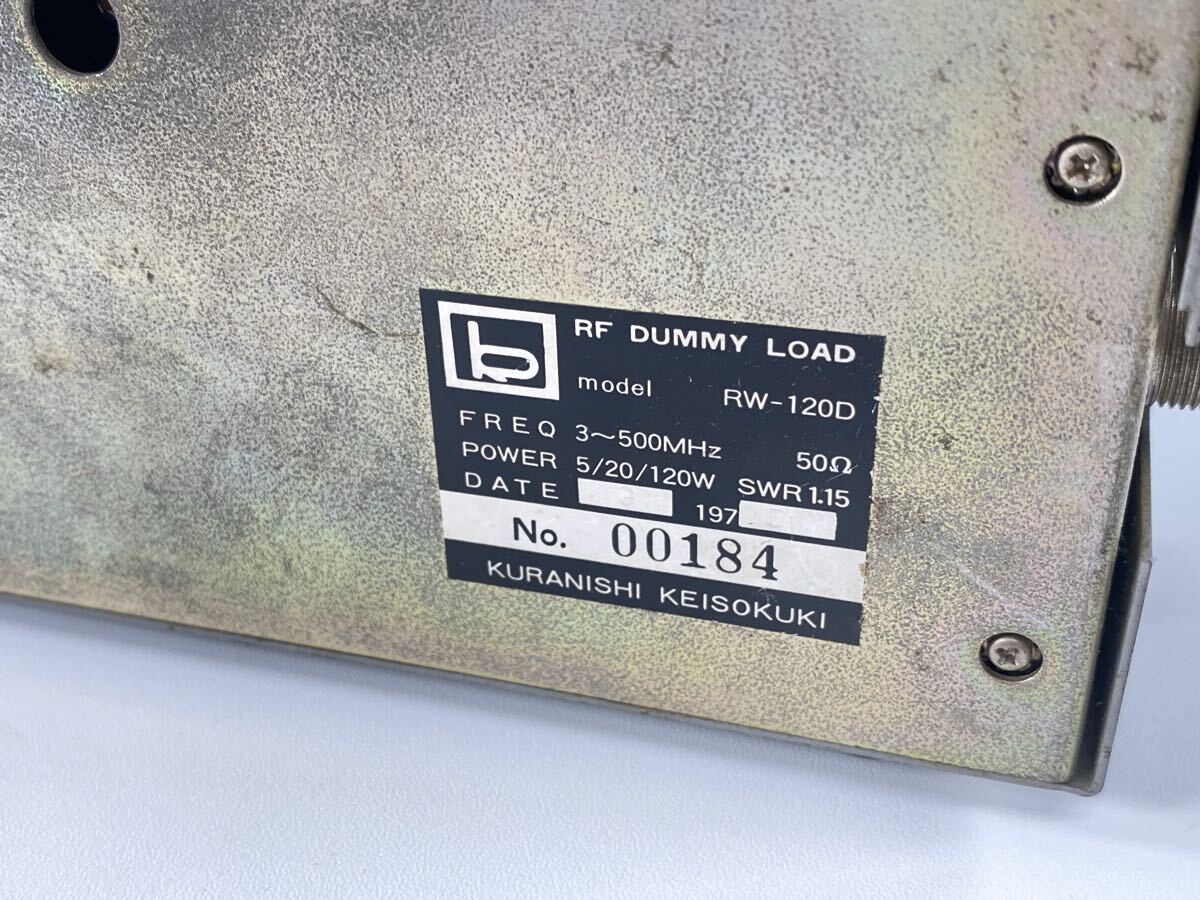 RF DUMMY LOAD
model RW-120D
FREQ 3～500MHz 50Ω
POWER 5/20/120W SWR 1.15
DATE 197
No. 00184
KURANISHI KEISOKUKI